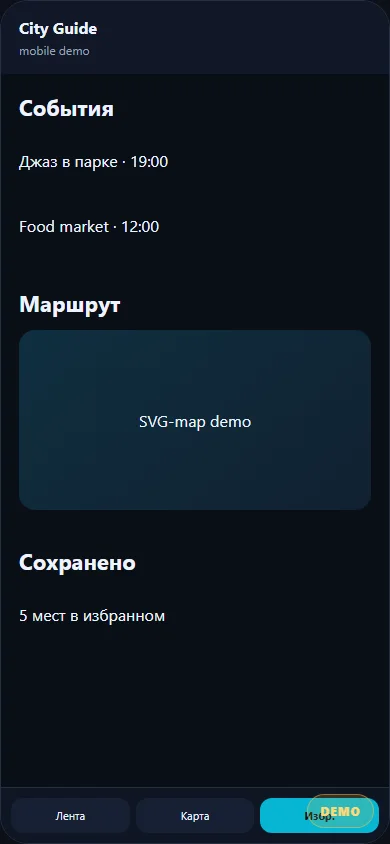 City Guide
mobile demo
События
Джаз в парке · 19:00
Food market · 12:00
Маршрут
SVG-map demo
Сохранено
5 мест в избранном
Лента
Карта
Избр.
DEMO